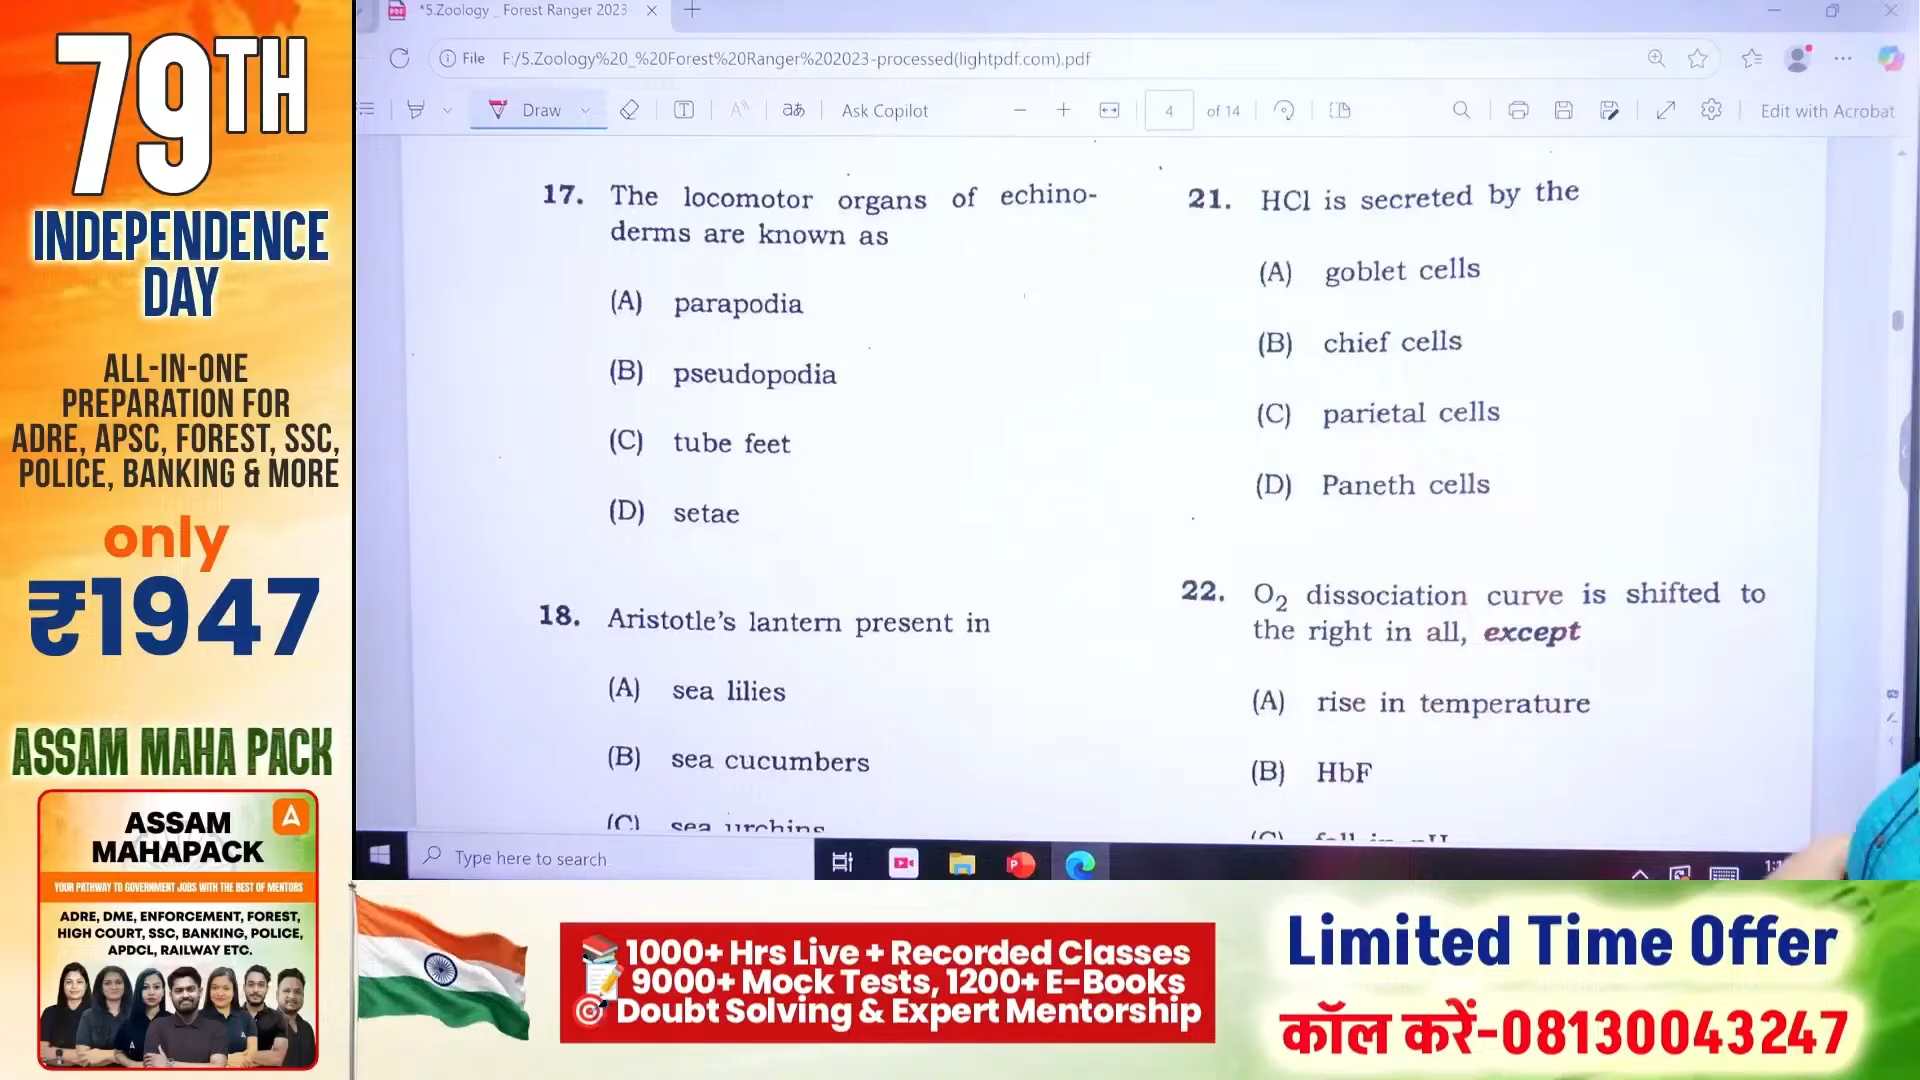 79TH
INDEPENDENCE
DAY
ALL-IN-ONE
PREPARATION FOR
ADRE, APSC, FOREST, SSC,
POLICE, BANKING & MORE
only
₹1947
ASSAM MAHA PACK
ASSAM
MAHAPACK
YOUR PATHWAY TO GOVERNMENT JOBS WITH THE BEST OF MENTORS
ADRE, DME, ENFORCEMENT, FOREST,
HIGH COURT, SSC, BANKING, POLICE,
APDCL, RAILWAY ETC.
*5.Zoology _ Forest Ranger 2023
File F:/5.Zoology%20_%20Forest%20Ranger%202023-processed(lightpdf.com).pdf
Draw Ask Copilot 4 of 14 Edit with Acrobat
17. The locomotor organs of echino-
derms are known as
(A) parapodia
(B) pseudopodia
(C) tube feet
(D) setae
18. Aristotle's lantern present in
(A) sea lilies
(B) sea cucumbers
(C) sea urchins
21. HCl is secreted by the
(A) goblet cells
(B) chief cells
(C) parietal cells
(D) Paneth cells
22. O2 dissociation curve is shifted to
the right in all, except
(A) rise in temperature
(B) HbF
(C) fall in pH
Type here to search
1000+ Hrs Live + Recorded Classes
9000+ Mock Tests, 1200+ E-Books
Doubt Solving & Expert Mentorship
Limited Time Offer
कॉल करें-08130043247